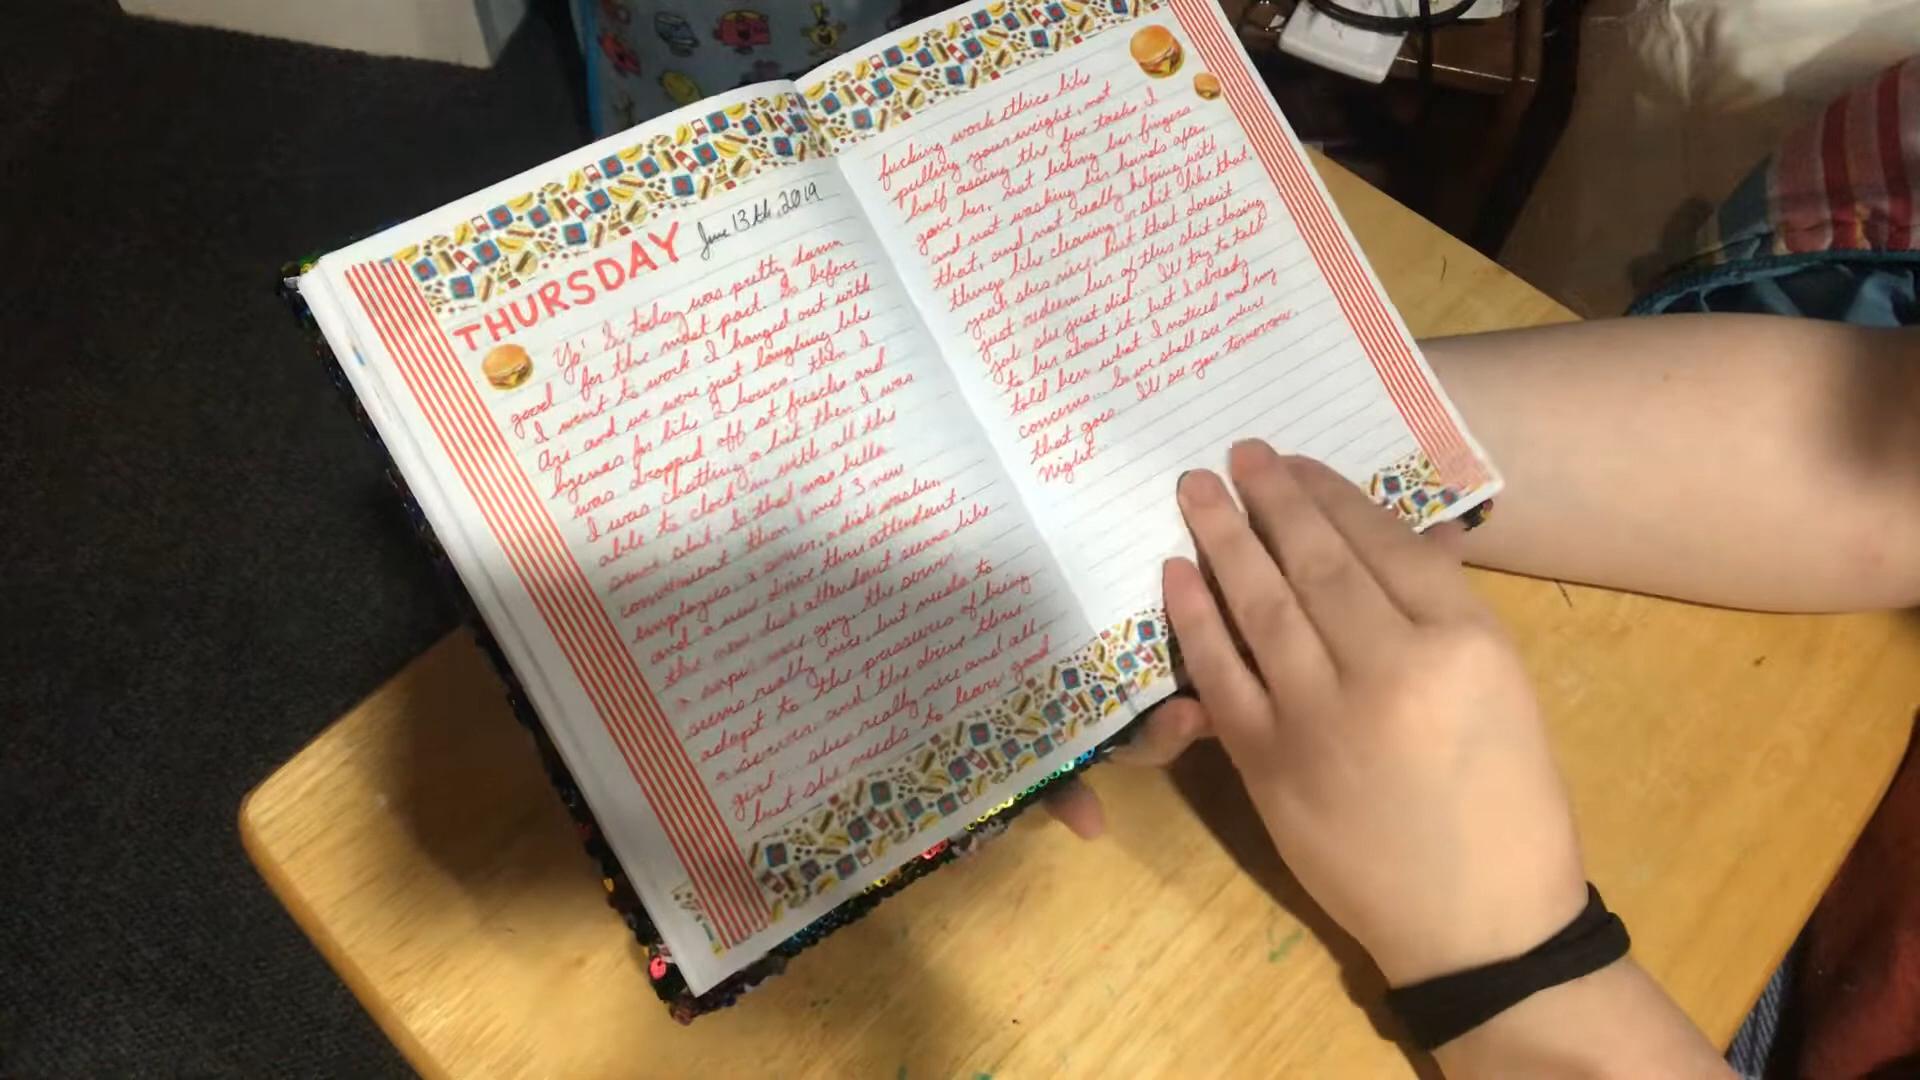 THURSDAY June 13th, 2019
Yo! So today was pretty damn
good for the most part. So before
I went to work I hanged out with
Ari and we were just laughing like
hyenas for like 2 hours. then I
was dropped off at frischs and
I was chatting a bit then I was
able to clock in with all the
same shit. So that was hella
convenient then I met 3 new
employees, a server, a dish washer,
and a new drive thru attendant.
the new dish attendant seems like
a super nice guy. the server
seems really nice, but needs to
adapt to the pressures of being
a server, and the drive thru
girl... shes really nice and all
but she needs to learn good
fucking work ethics like
pulling your weight, not
half assing the few tasks I
gave her, not licking her fingers
and not washing her hands after
that, and not really helping with
things like cleaning or shit like that.
yeah shes nice, but that doesnt
just redeem her of this shit closing
job she just did... I'll try to talk
to her about it, but I already
told ben what I noticed and my
concerns... So we shall see where
that goes. I'll see you tomorrow
Night.